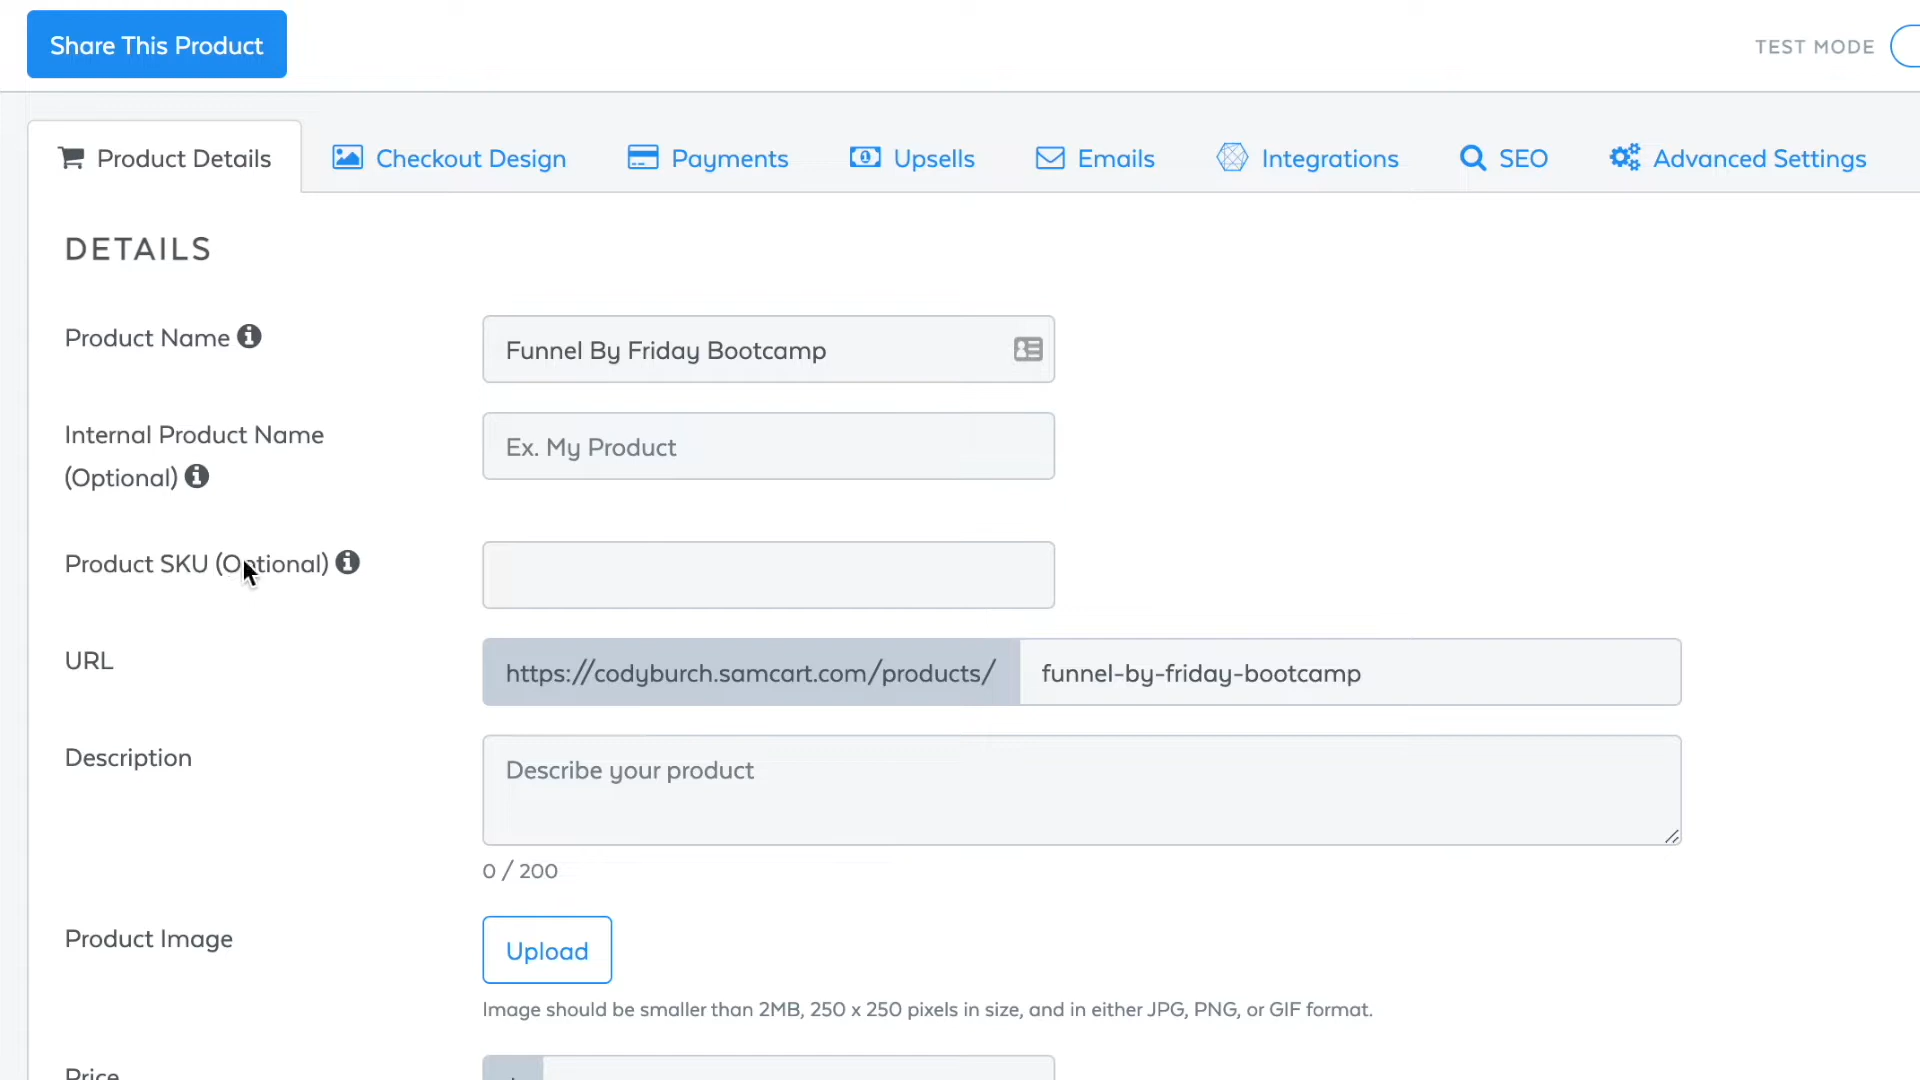 Share This Product
TEST MODE
Product Details
Checkout Design
Payments
Upsells
Emails
Integrations
SEO
Advanced Settings
DETAILS
Product Name
Funnel By Friday Bootcamp
Internal Product Name
(Optional)
Ex. My Product
Product SKU (Optional)
URL
https://codyburch.samcart.com/products/
funnel-by-friday-bootcamp
Description
Describe your product
0 / 200
Product Image
Upload
Image should be smaller than 2MB, 250 x 250 pixels in size, and in either JPG, PNG, or GIF format.
Price